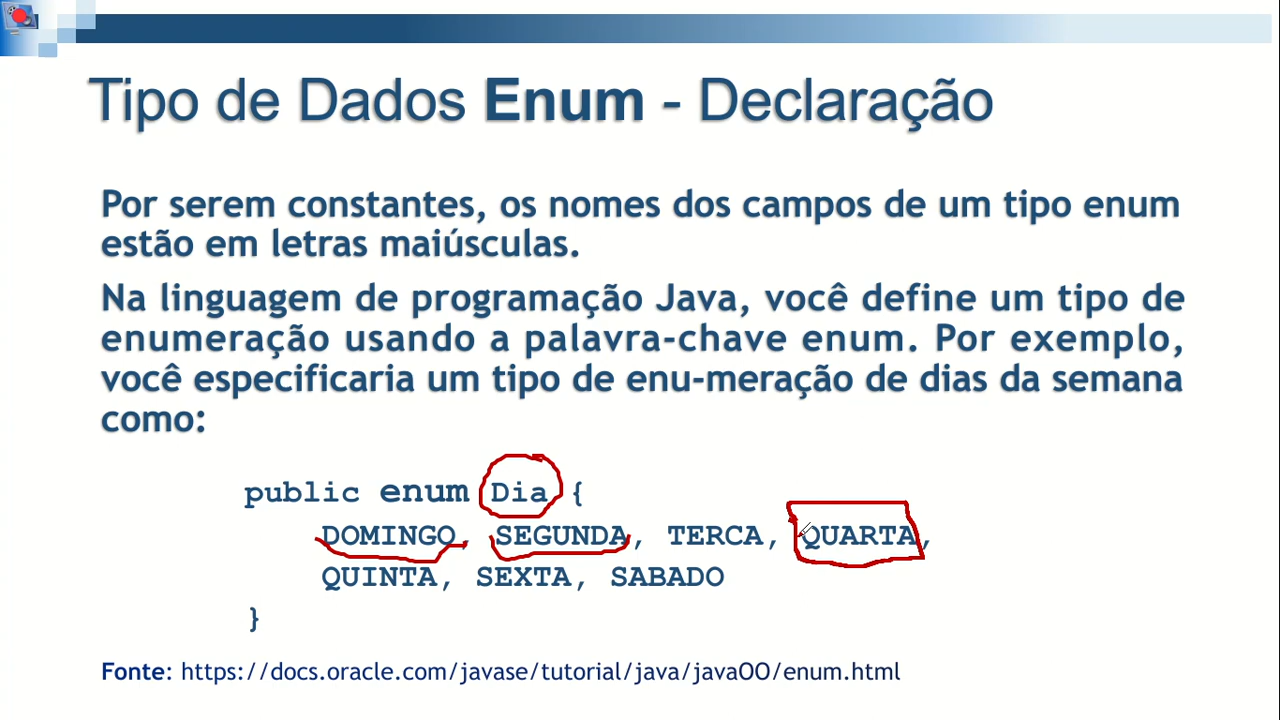 Tipo de Dados Enum - Declaração
Por serem constantes, os nomes dos campos de um tipo enum
estão em letras maiúsculas.
Na linguagem de programação Java, você define um tipo de
enumeração usando a palavra-chave enum. Por exemplo,
você especificaria um tipo de enu-meração de dias da semana
como:
public enum Dia {
DOMINGO, SEGUNDA, TERCA, QUARTA,
QUINTA, SEXTA, SABADO
}
Fonte: https://docs.oracle.com/javase/tutorial/java/javaOO/enum.html